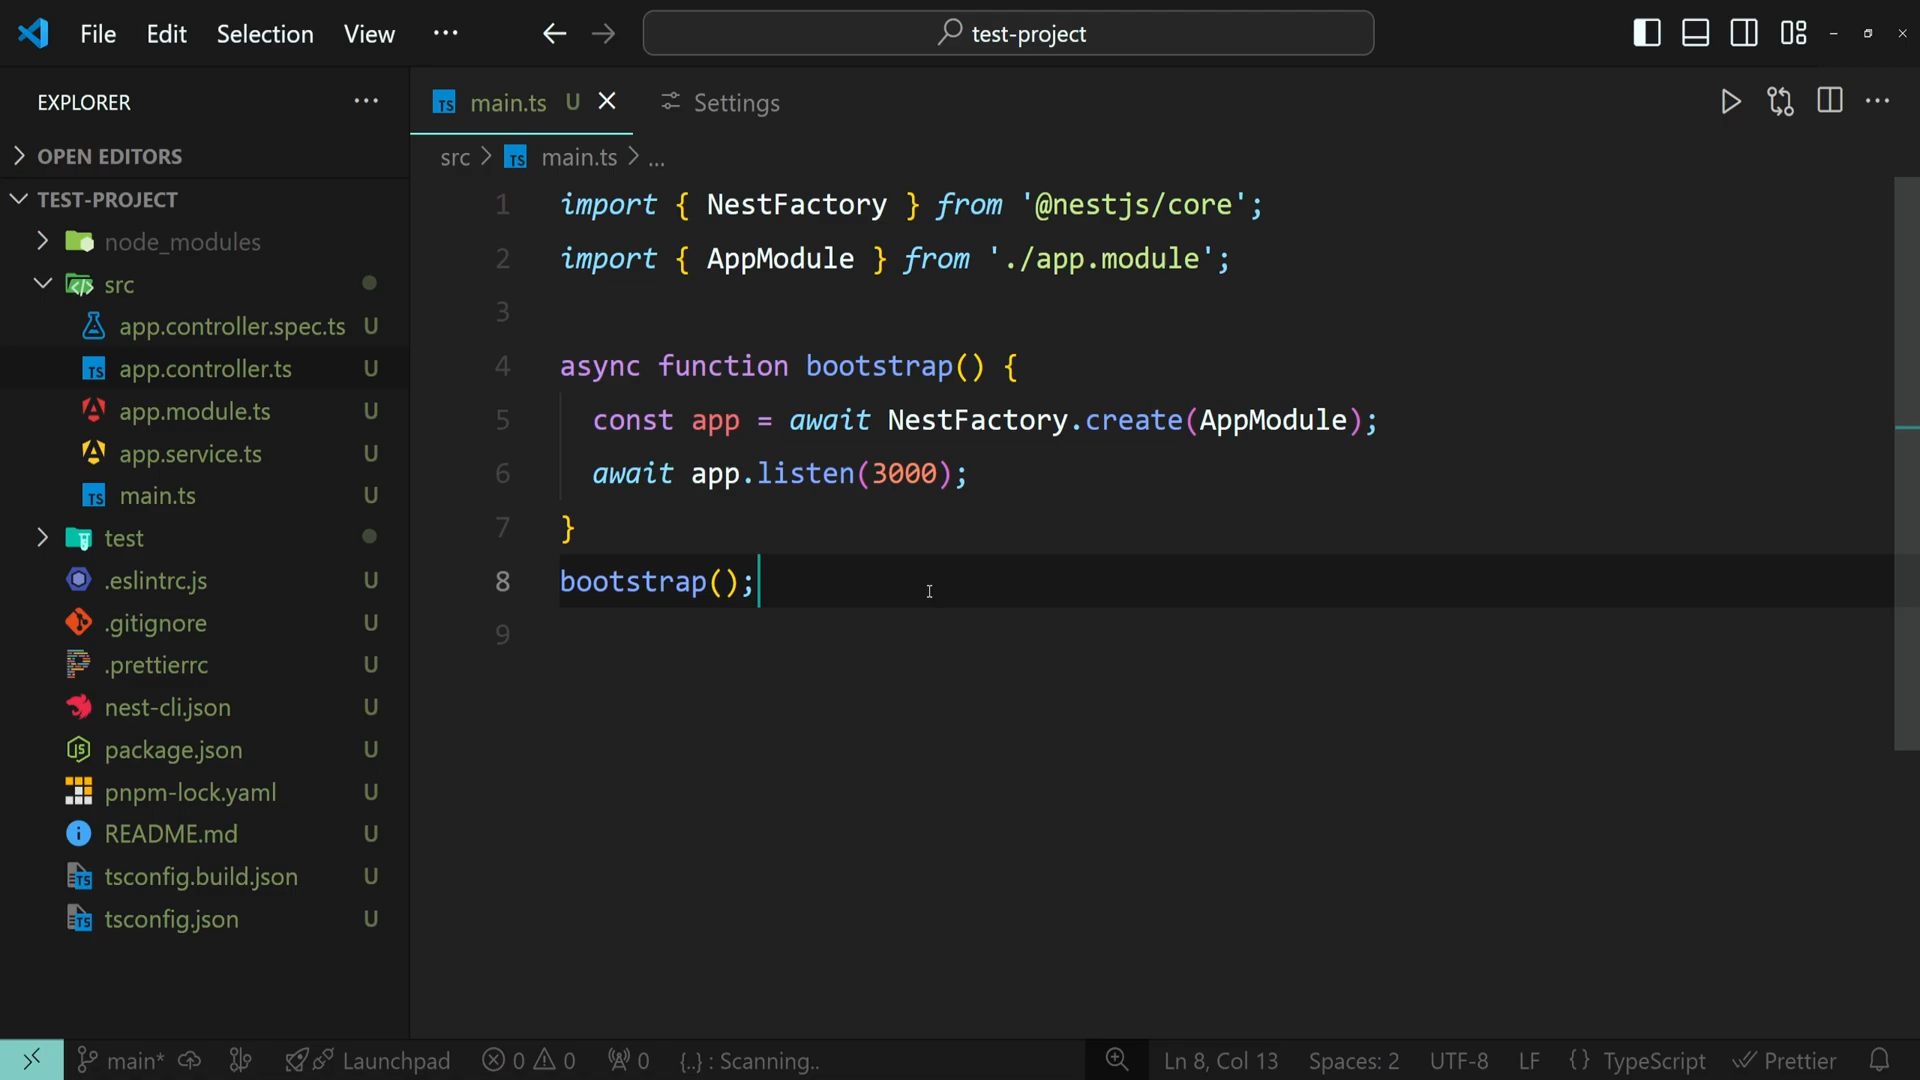 File Edit Selection View ...
test-project
EXPLORER ...
OPEN EDITORS
TEST-PROJECT
node_modules
src
app.controller.spec.ts U
app.controller.ts U
app.module.ts U
app.service.ts U
main.ts U
test
.eslintrc.js U
.gitignore U
.prettierrc U
nest-cli.json U
package.json U
pnpm-lock.yaml U
README.md U
tsconfig.build.json U
tsconfig.json U
TS main.ts U Settings
src > TS main.ts > ...
1 import { NestFactory } from '@nestjs/core';
2 import { AppModule } from './app.module';
3
4 async function bootstrap() {
5 const app = await NestFactory.create(AppModule);
6 await app.listen(3000);
7 }
8 bootstrap();
9
main* Launchpad 0 0 0 {..} : Scanning.. Ln 8, Col 13 Spaces: 2 UTF-8 LF {} TypeScript Prettier